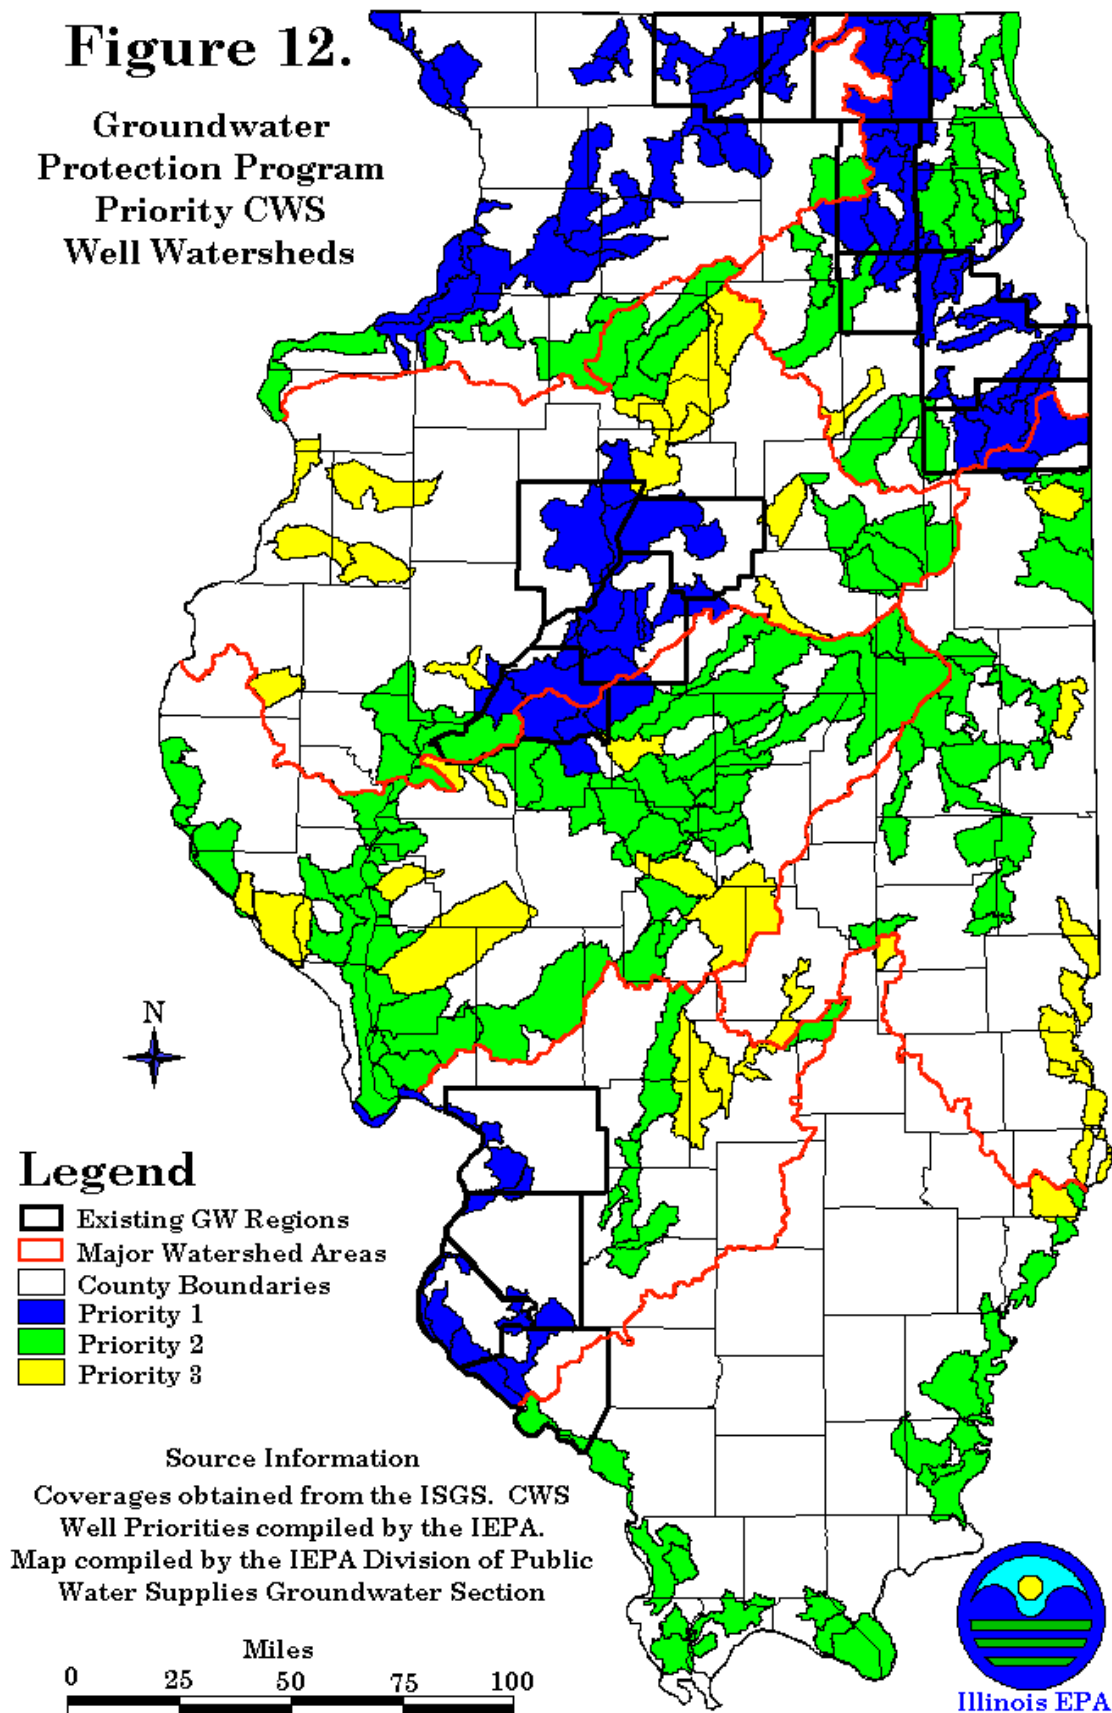 Figure 12.
Groundwater
Protection Program
Priority CWS
Well Watersheds
N
Legend
Existing GW Regions
Major Watershed Areas
County Boundaries
Priority 1
Priority 2
Priority 3
Source Information
Coverages obtained from the ISGS. CWS
Well Priorities compiled by the IEPA.
Map compiled by the IEPA Division of Public
Water Supplies Groundwater Section
Miles
0 25 50 75 100
Illinois EPA